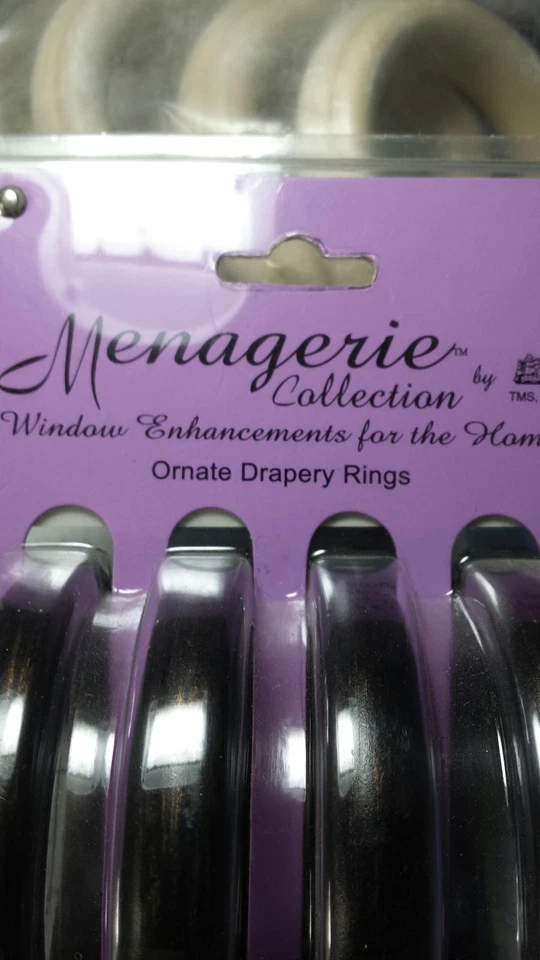 Menagerie™
Collection by
TMS,
Window Enhancements for the Hom
Ornate Drapery Rings